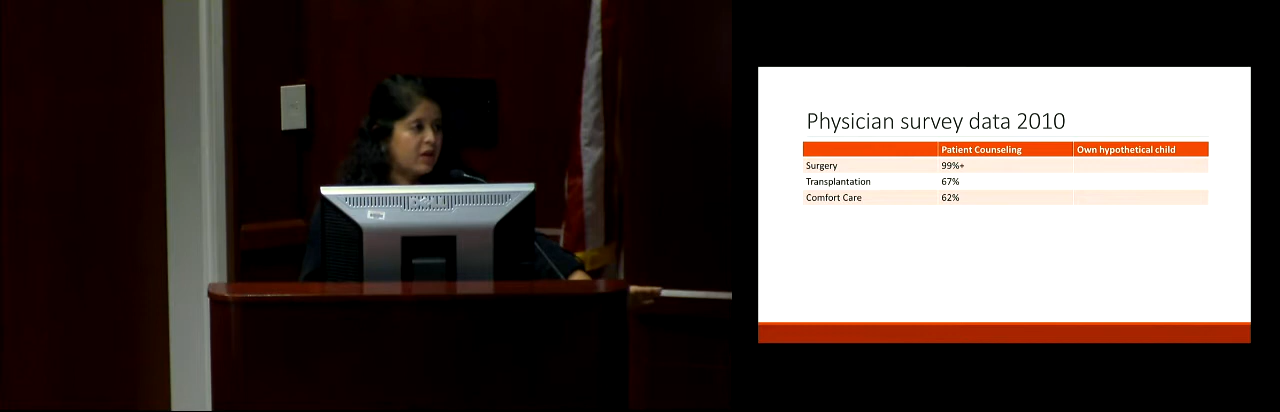 Physician survey data 2010
Patient Counseling Own hypothetical child
Surgery 99%+
Transplantation 67%
Comfort Care 62%